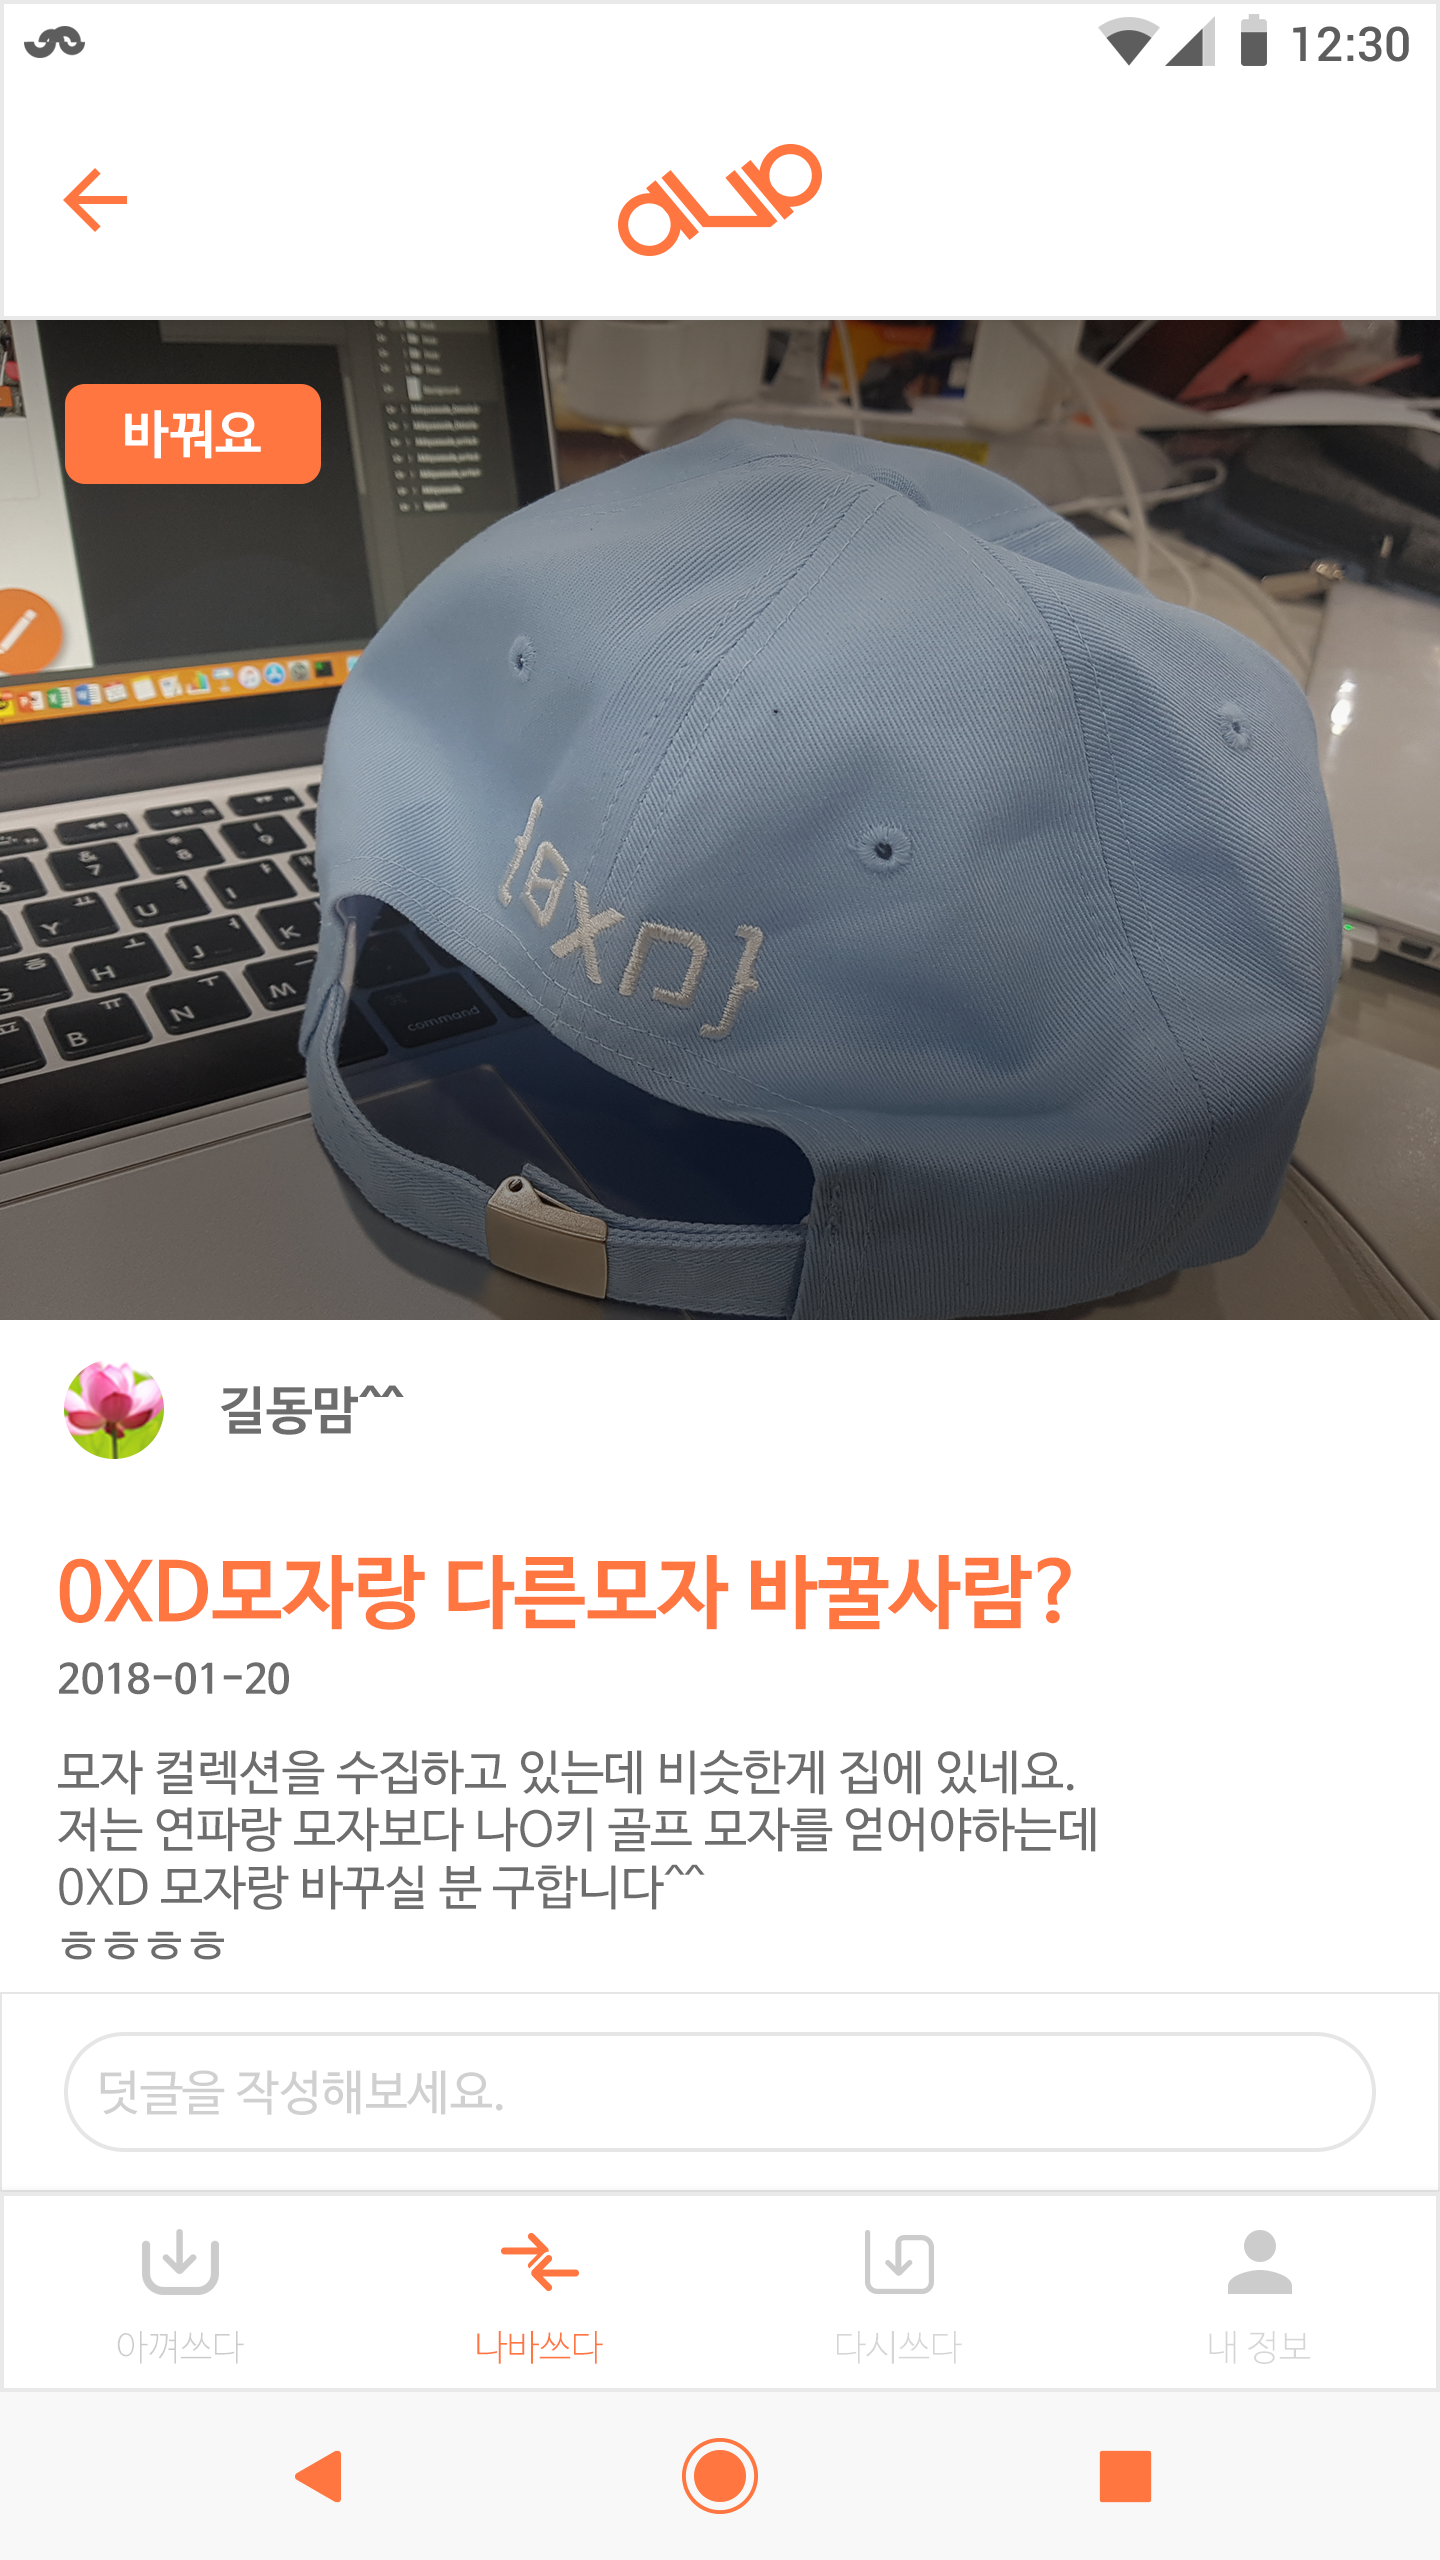 12:30
바꿔요
{0XD}
command
길동맘^^
0XD모자랑 다른모자 바꿀사람?
2018-01-20
모자 컬렉션을 수집하고 있는데 비슷한게 집에 있네요.
저는 연파랑 모자보다 나O키 골프 모자를 얻어야하는데
0XD 모자랑 바꾸실 분 구합니다^^
ㅎㅎㅎㅎ
덧글을 작성해보세요.
아껴쓰다
나바쓰다
다시쓰다
내 정보